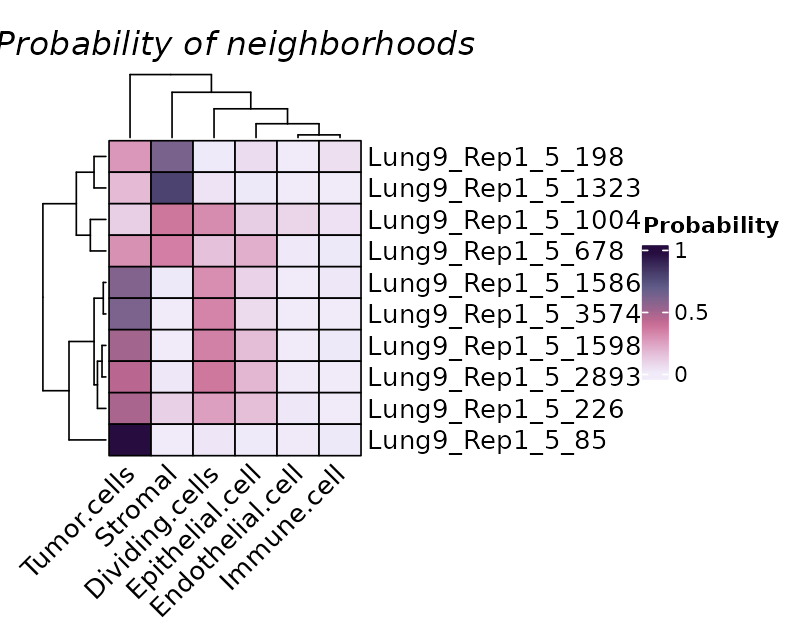 Probability of neighborhoods
Lung9_Rep1_5_198
Lung9_Rep1_5_1323
Lung9_Rep1_5_1004
Lung9_Rep1_5_678
Lung9_Rep1_5_1586
Lung9_Rep1_5_3574
Lung9_Rep1_5_1598
Lung9_Rep1_5_2893
Lung9_Rep1_5_226
Lung9_Rep1_5_85
Probability
1
0.5
0
Tumor.cells
Stromal
Dividing.cells
Epithelial.cell
Endothelial.cell
Immune.cell